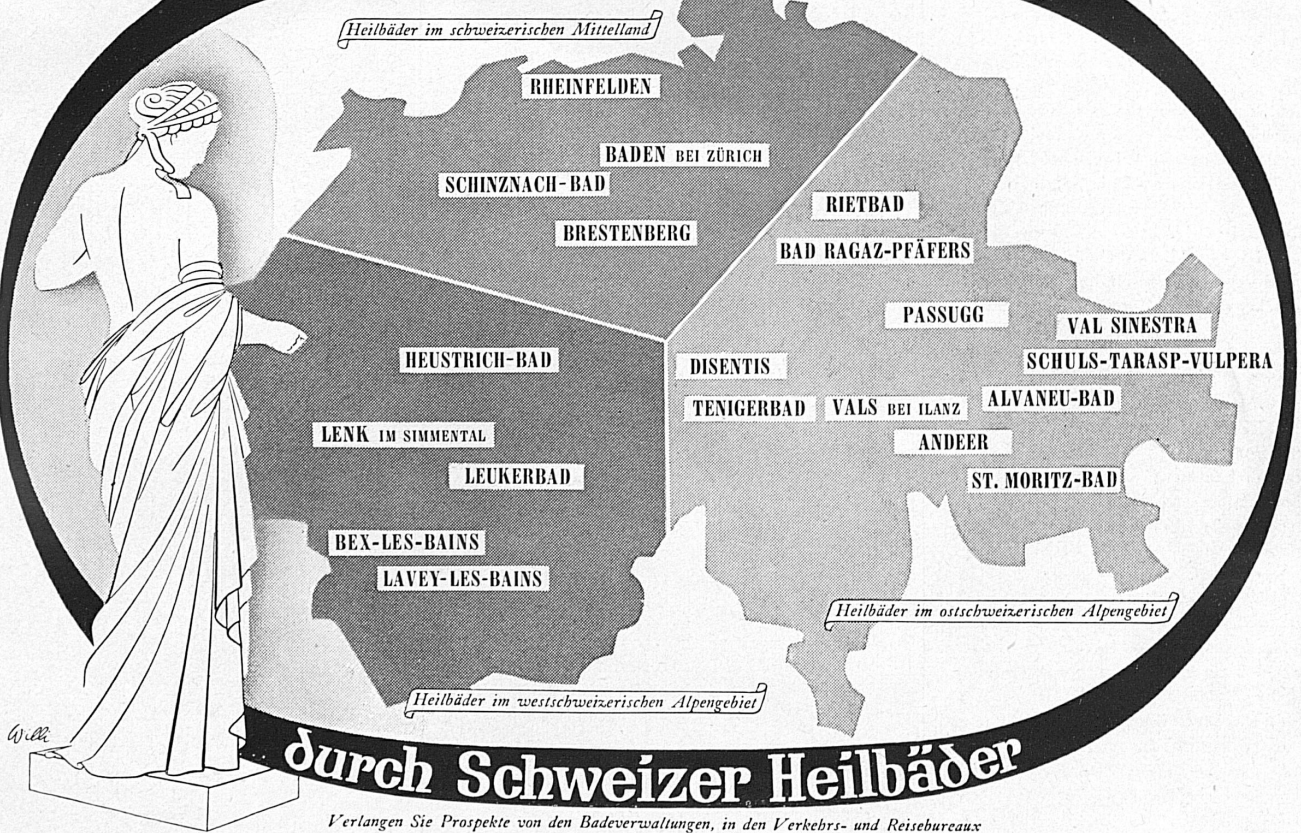 Heilbäder im schweizerischen Mittelland
RHEINFELDEN
BADEN BEI ZÜRICH
SCHINZNACH-BAD
BRESTENBERG
RIETBAD
BAD RAGAZ-PFÄFERS
PASSUGG
VAL SINESTRA
SCHULS-TARASP-VULPERA
HEUSTRICH-BAD
DISENTIS
TENIGERBAD
VALS BEI ILANZ
ALVANEU-BAD
ANDEER
ST. MORITZ-BAD
LENK IM SIMMENTAL
LEUKERBAD
BEX-LES-BAINS
LAVEY-LES-BAINS
Heilbäder im ostschweizerischen Alpengebiet
Heilbäder im westschweizerischen Alpengebiet
Willi
... durch Schweizer Heilbäder
Verlangen Sie Prospekte von den Badeverwaltungen, in den Verkehrs- und Reisebureaux